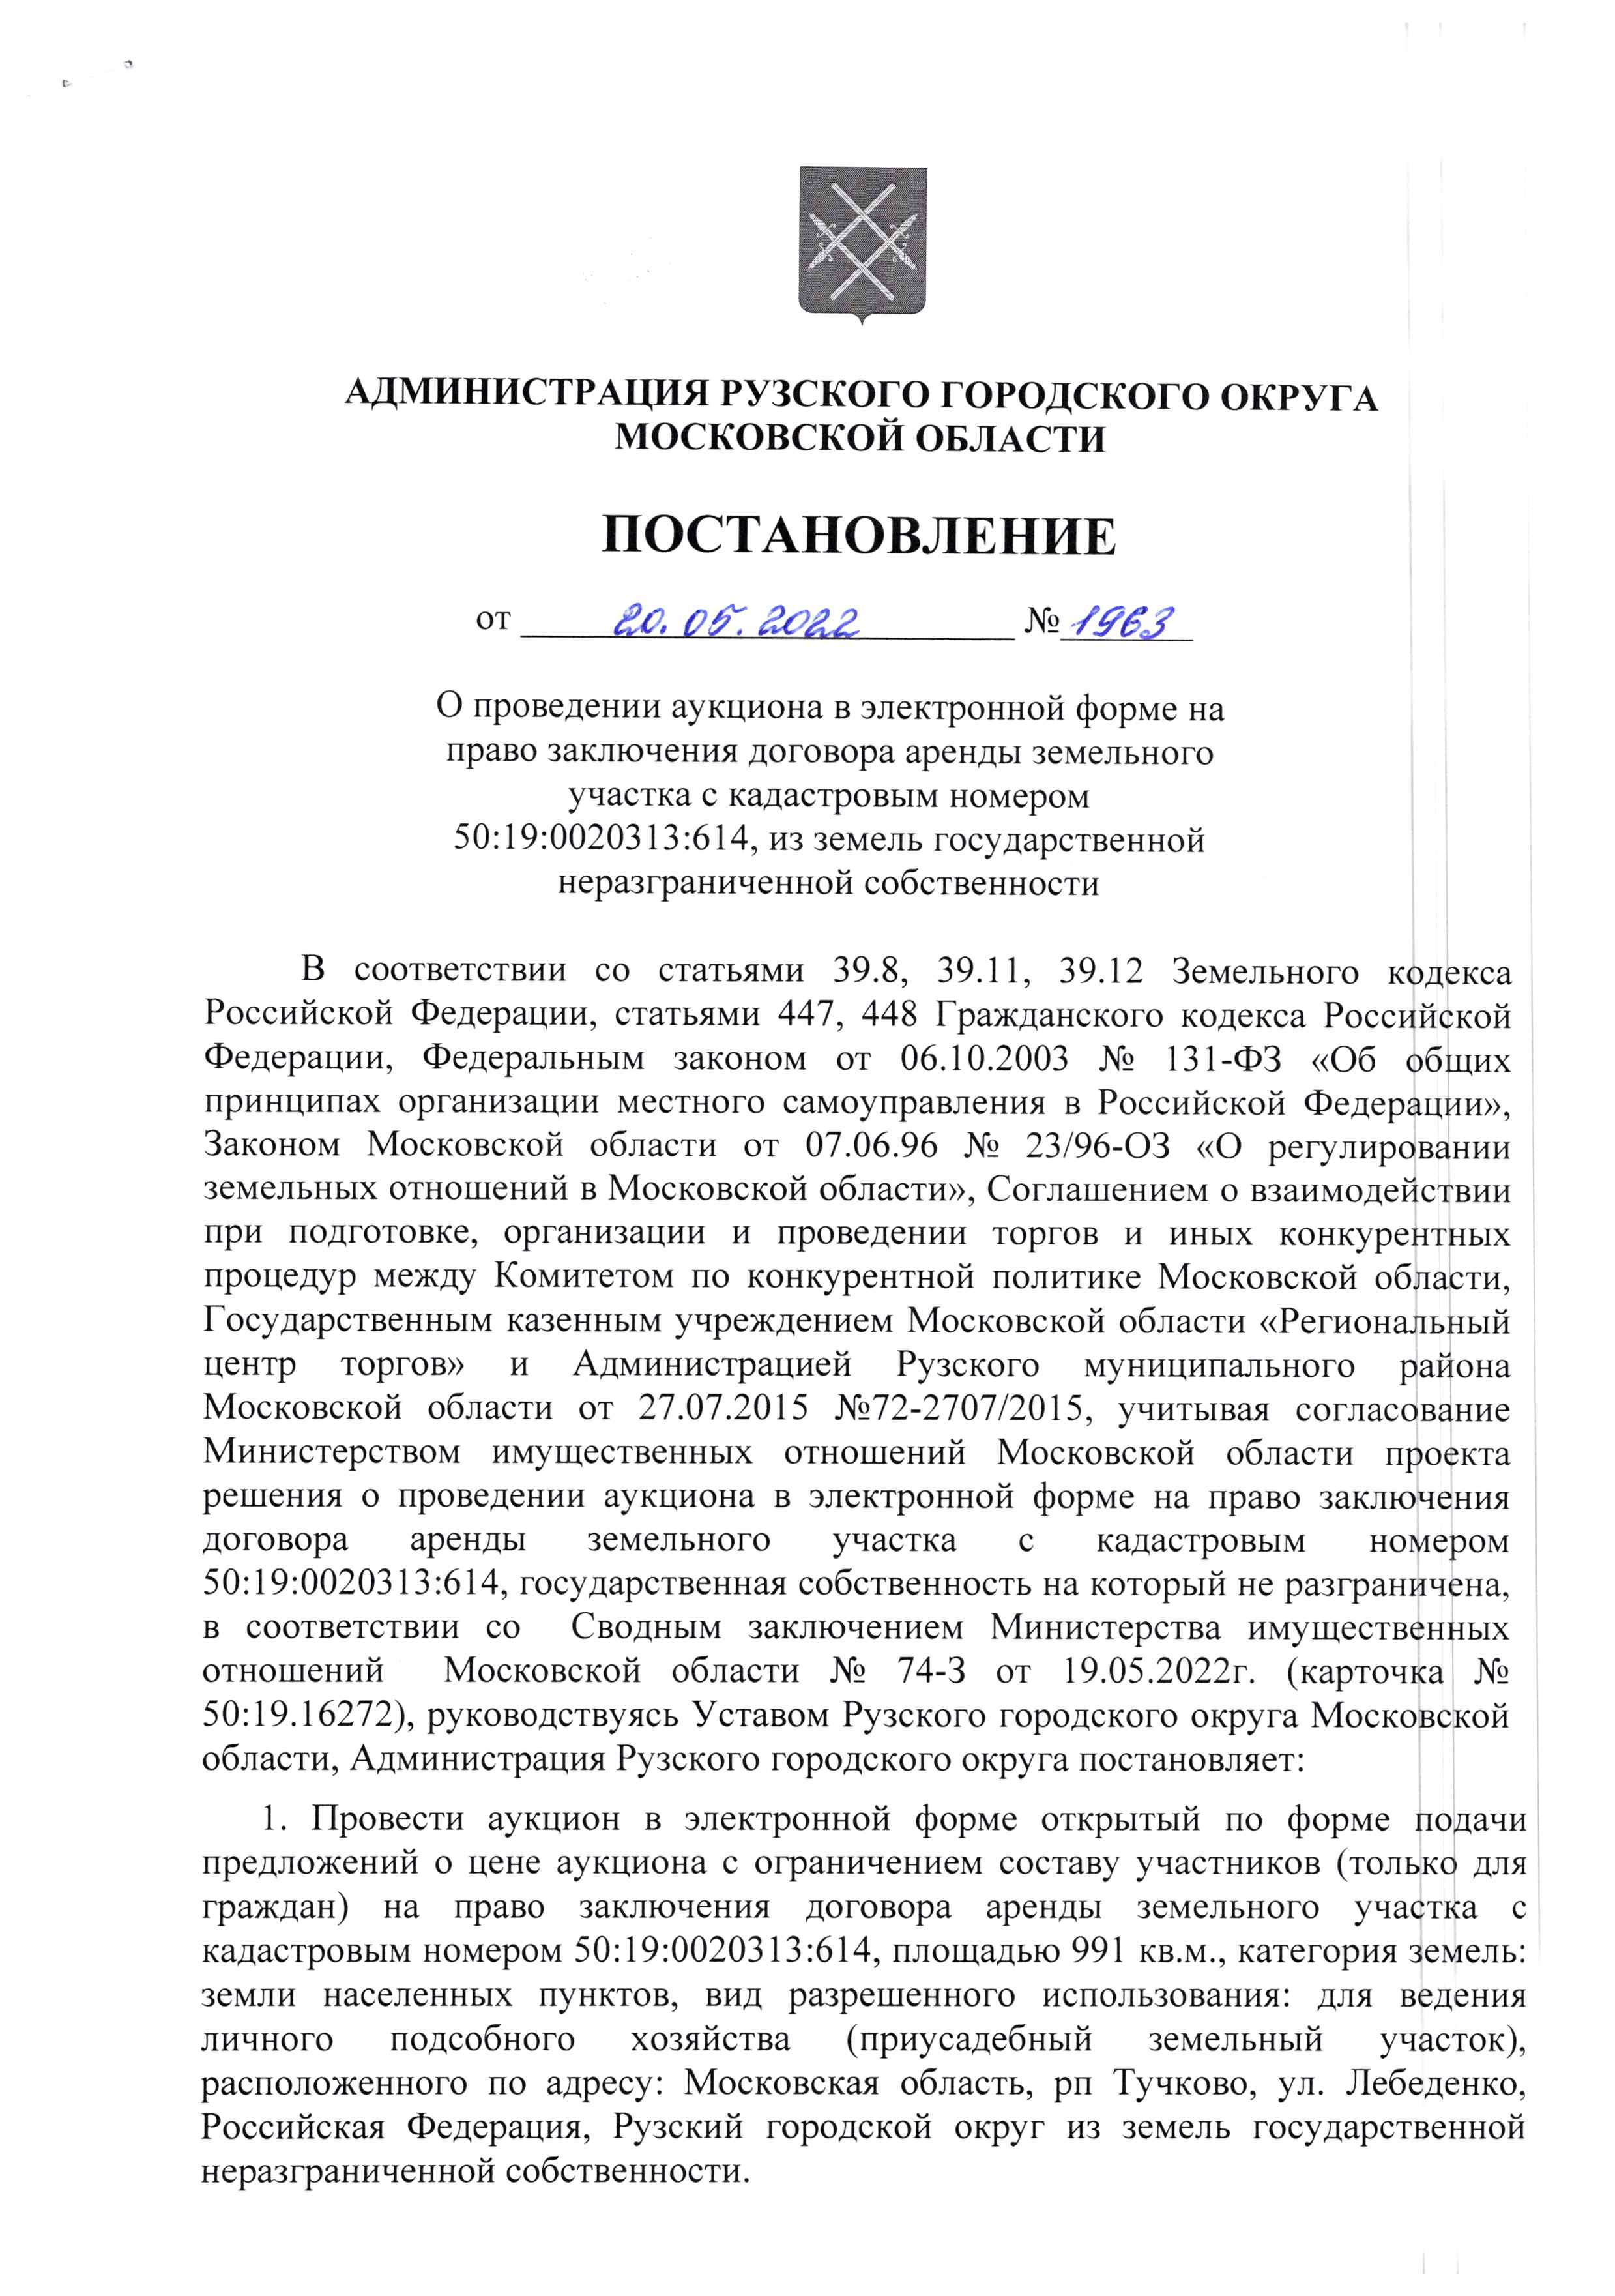 АДМИНИСТРАЦИЯ РУЗСКОГО ГОРОДСКОГО ОКРУГА
МОСКОВСКОЙ ОБЛАСТИ
ПОСТАНОВЛЕНИЕ
от 20.05.2022 № 1963
О проведении аукциона в электронной форме на
право заключения договора аренды земельного
участка с кадастровым номером
50:19:0020313:614, из земель государственной
неразграниченной собственности
В соответствии со статьями 39.8, 39.11, 39.12 Земельного кодекса
Российской Федерации, статьями 447, 448 Гражданского кодекса Российской
Федерации, Федеральным законом от 06.10.2003 № 131-ФЗ «Об общих
принципах организации местного самоуправления в Российской Федерации»,
Законом Московской области от 07.06.96 № 23/96-ОЗ «О регулировании
земельных отношений в Московской области», Соглашением о взаимодействии
при подготовке, организации и проведении торгов и иных конкурентных
процедур между Комитетом по конкурентной политике Московской области,
Государственным казенным учреждением Московской области «Региональный
центр торгов» и Администрацией Рузского муниципального района
Московской области от 27.07.2015 №72-2707/2015, учитывая согласование
Министерством имущественных отношений Московской области проекта
решения о проведении аукциона в электронной форме на право заключения
договора аренды земельного участка с кадастровым номером
50:19:0020313:614, государственная собственность на который не разграничена,
в соответствии со Сводным заключением Министерства имущественных
отношений Московской области № 74-З от 19.05.2022г. (карточка №
50:19.16272), руководствуясь Уставом Рузского городского округа Московской
области, Администрация Рузского городского округа постановляет:
1. Провести аукцион в электронной форме открытый по форме подачи
предложений о цене аукциона с ограничением составу участников (только для
граждан) на право заключения договора аренды земельного участка с
кадастровым номером 50:19:0020313:614, площадью 991 кв.м., категория земель:
земли населенных пунктов, вид разрешенного использования: для ведения
личного подсобного хозяйства (приусадебный земельный участок),
расположенного по адресу: Московская область, рп Тучково, ул. Лебеденко,
Российская Федерация, Рузский городской округ из земель государственной
неразграниченной собственности.